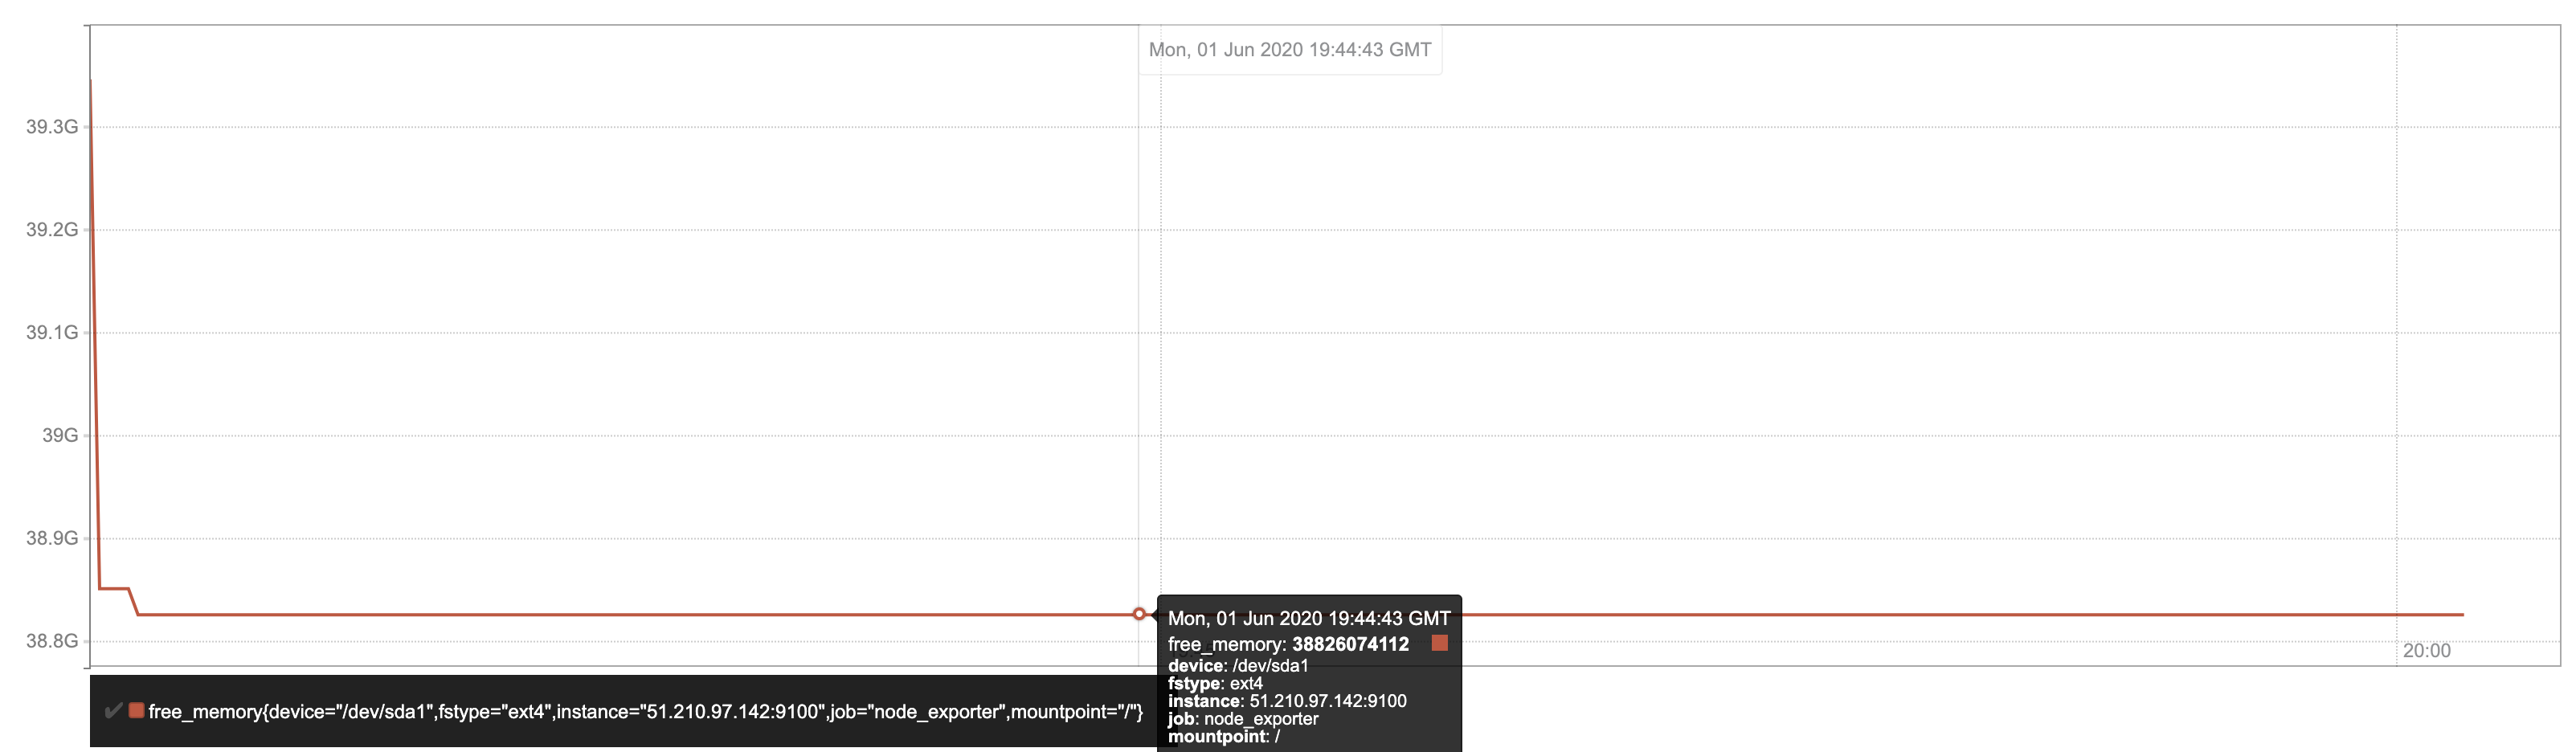 Mon, 01 Jun 2020 19:44:43 GMT
39.3G
39.2G
39.1G
39G
38.9G
38.8G
Mon, 01 Jun 2020 19:44:43 GMT
free_memory: 38826074112
device: /dev/sda1
fstype: ext4
instance: 51.210.97.142:9100
job: node_exporter
mountpoint: /
20:00
✔ free_memory{device="/dev/sda1",fstype="ext4",instance="51.210.97.142:9100",job="node_exporter",mountpoint="/"}